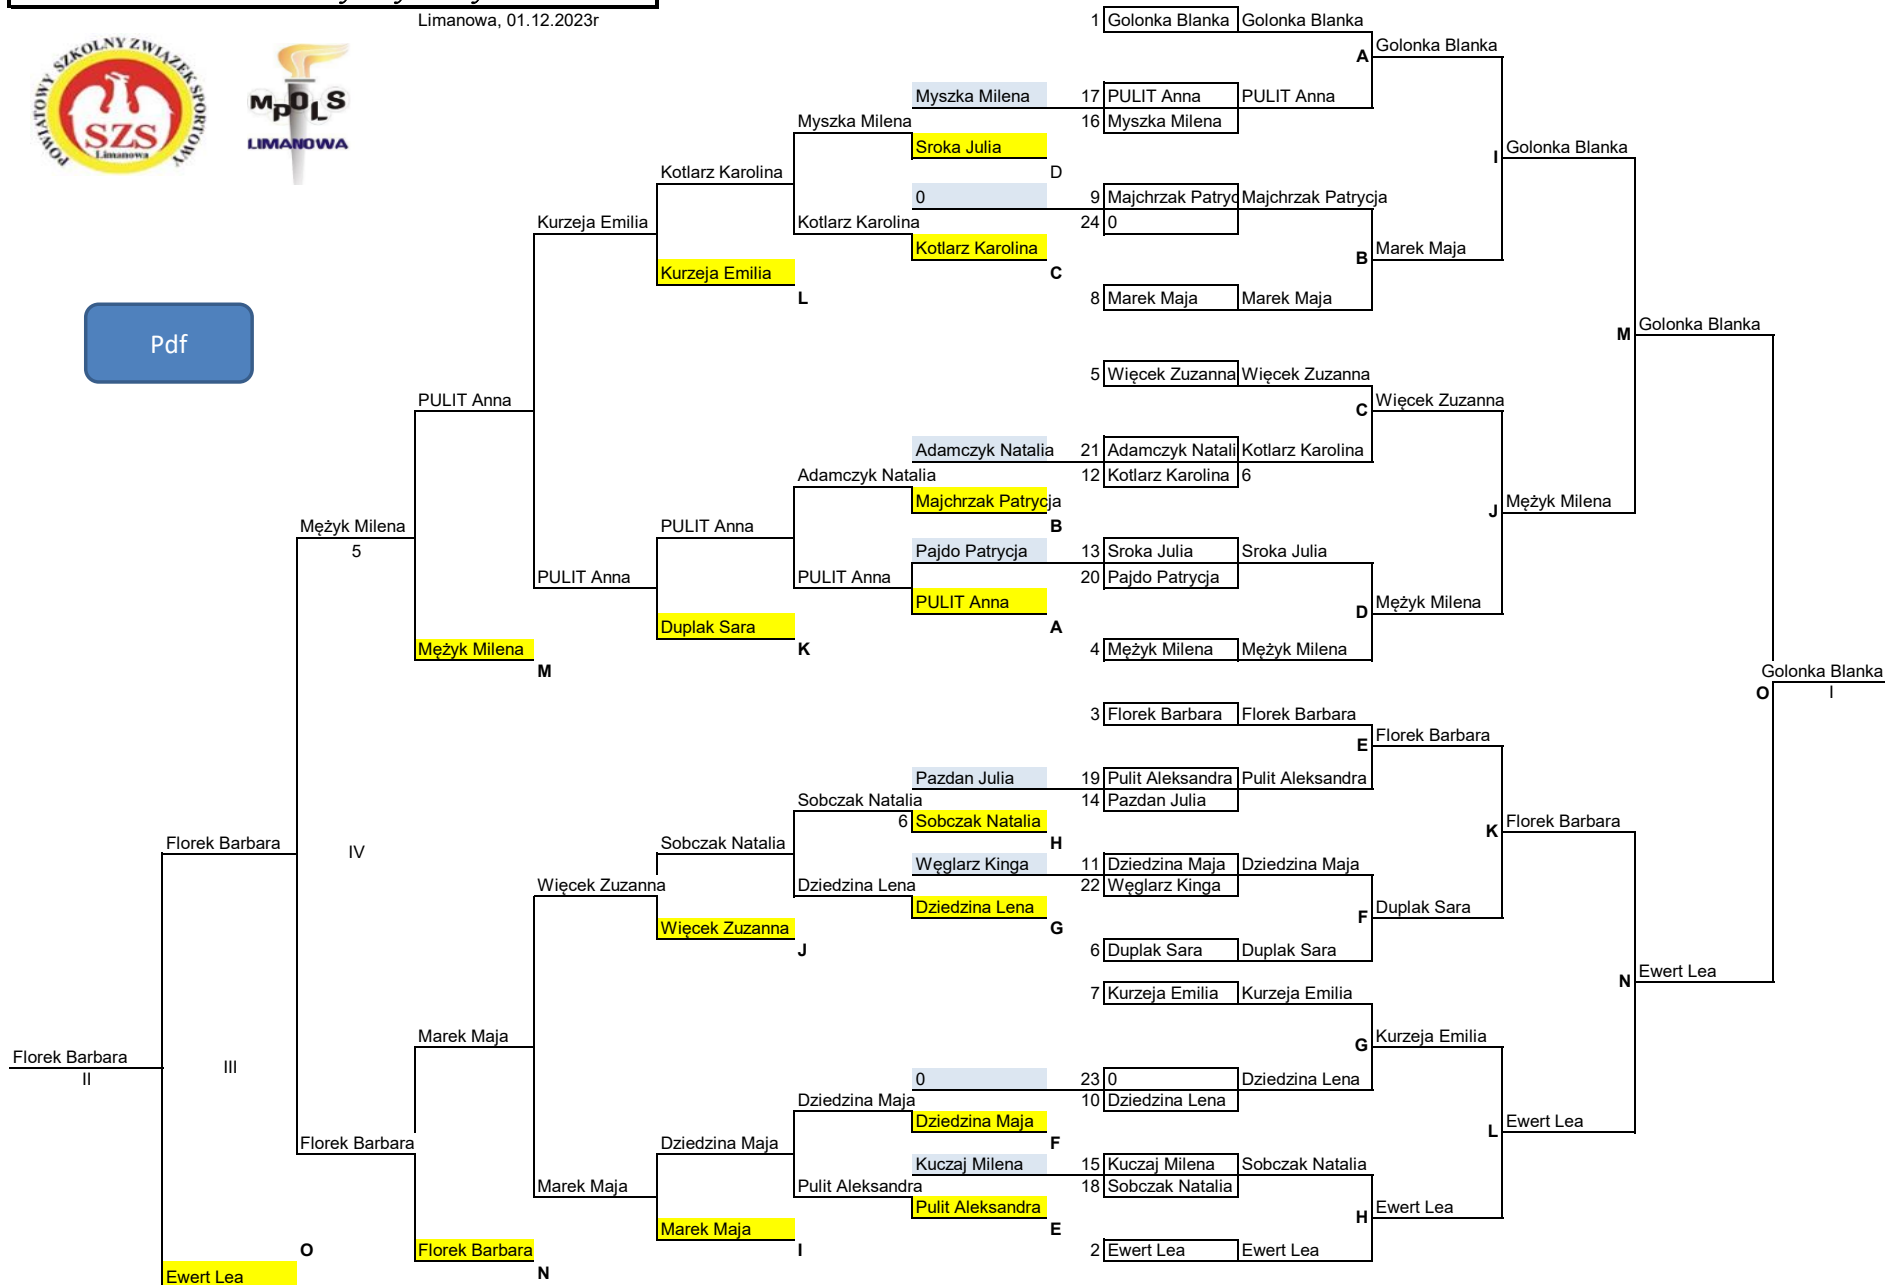 Limanowa, 01.12.2023r
POWIATOWY SZKOLNY ZWIĄZEK SPORTOWY
SZS
Limanowa
MPOLS
LIMANOWA
Pdf
1 Golonka Blanka Golonka Blanka
Golonka Blanka
A
Myszka Milena 17 PULIT Anna PULIT Anna
Myszka Milena 16 Myszka Milena
Sroka Julia I Golonka Blanka
Kotlarz Karolina D
0 9 Majchrzak Patryc Majchrzak Patrycja
Kurzeja Emilia Kotlarz Karolina 24 0
Kotlarz Karolina B Marek Maja
Kurzeja Emilia C
L 8 Marek Maja Marek Maja
M Golonka Blanka
5 Więcek Zuzanna Więcek Zuzanna
PULIT Anna C Więcek Zuzanna
Adamczyk Natalia 21 Adamczyk Natali Kotlarz Karolina
Adamczyk Natalia 12 Kotlarz Karolina 6
Majchrzak Patrycja J Mężyk Milena
Mężyk Milena PULIT Anna B
5 Pajdo Patrycja 13 Sroka Julia Sroka Julia
PULIT Anna PULIT Anna 20 Pajdo Patrycja
PULIT Anna D Mężyk Milena
Duplak Sara A
Mężyk Milena K 4 Mężyk Milena Mężyk Milena
M Golonka Blanka
O I
3 Florek Barbara Florek Barbara
E Florek Barbara
Pazdan Julia 19 Pulit Aleksandra Pulit Aleksandra
Sobczak Natalia 14 Pazdan Julia
6 Sobczak Natalia K Florek Barbara
Florek Barbara IV Sobczak Natalia H
Węglarz Kinga 11 Dziedzina Maja Dziedzina Maja
Więcek Zuzanna Dziedzina Lena 22 Węglarz Kinga
Dziedzina Lena F Duplak Sara
Więcek Zuzanna G
J 6 Duplak Sara Duplak Sara
N Ewert Lea
7 Kurzeja Emilia Kurzeja Emilia
Marek Maja G Kurzeja Emilia
Florek Barbara III
II 0 23 0 Dziedzina Lena
Dziedzina Maja 10 Dziedzina Lena
Dziedzina Maja L Ewert Lea
Florek Barbara Dziedzina Maja F
Kuczaj Milena 15 Kuczaj Milena Sobczak Natalia
Marek Maja Pulit Aleksandra 18 Sobczak Natalia
Pulit Aleksandra H Ewert Lea
Marek Maja E
O Florek Barbara I 2 Ewert Lea Ewert Lea
Ewert Lea N